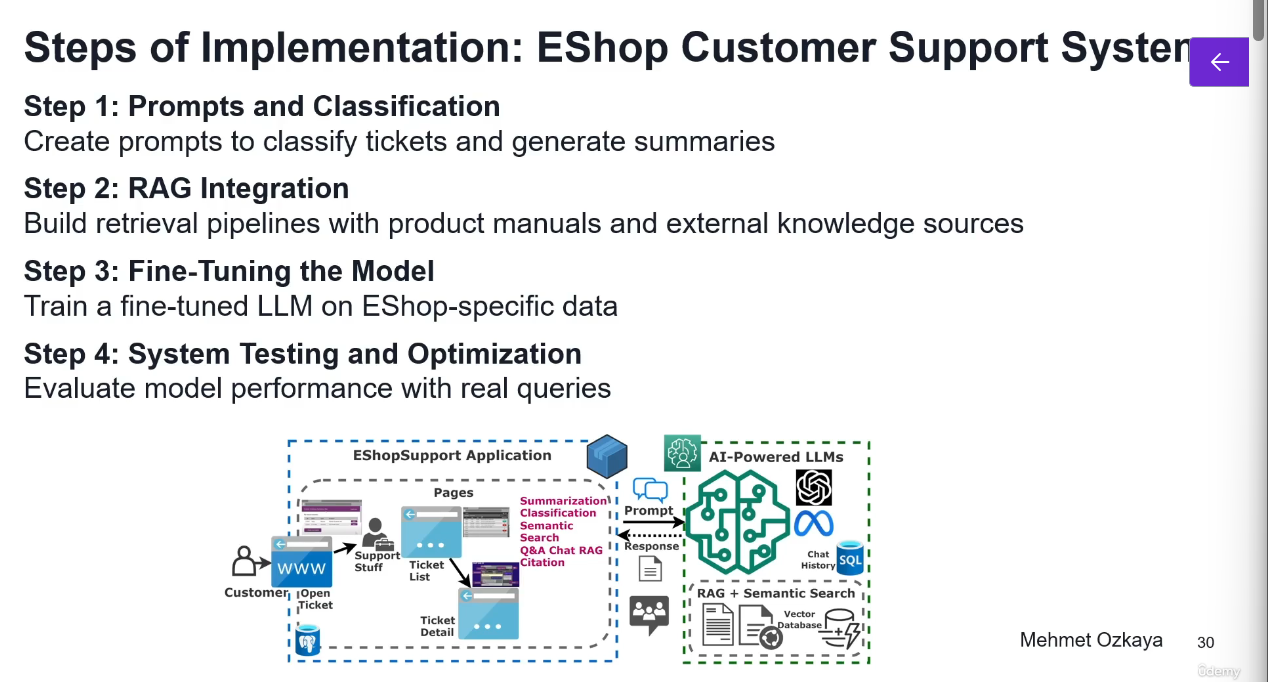 Steps of Implementation: EShop Customer Support System
Step 1: Prompts and Classification
Create prompts to classify tickets and generate summaries
Step 2: RAG Integration
Build retrieval pipelines with product manuals and external knowledge sources
Step 3: Fine-Tuning the Model
Train a fine-tuned LLM on EShop-specific data
Step 4: System Testing and Optimization
Evaluate model performance with real queries
EShopSupport Application
Pages
Summarization
Classification
Semantic
Search
Q&A Chat RAG
Citation
Customer
WWW
Open
Ticket
Support
Stuff
Ticket
List
Ticket
Detail
Prompt
Response
AI-Powered LLMs
Chat
History
SQL
RAG + Semantic Search
Vector
Database
Mehmet Ozkaya
30
ûdemy